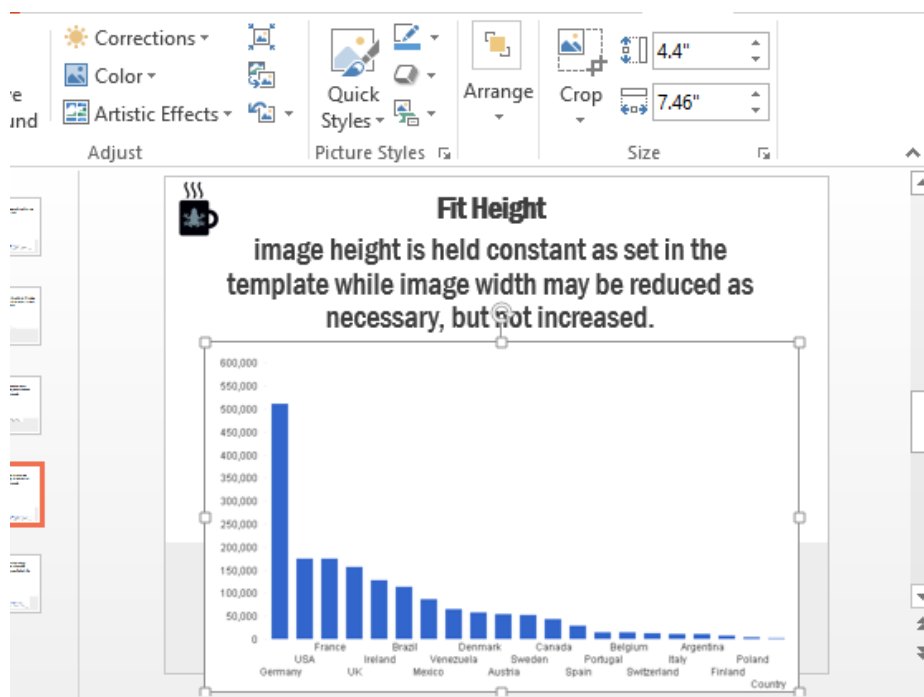 Corrections
Color
Artistic Effects
Adjust
Quick
Styles
Picture Styles
Arrange
Crop
4.4"
7.46"
Size
Fit Height
image height is held constant as set in the
template while image width may be reduced as
necessary, but not increased.
600,000
550,000
500,000
450,000
400,000
350,000
300,000
250,000
200,000
150,000
100,000
50,000
0
France Brazil Denmark Canada Belgium Argentina
USA Ireland Venezuela Sweden Portugal Italy Poland
Germany UK Mexico Austria Spain Switzerland Finland
Country